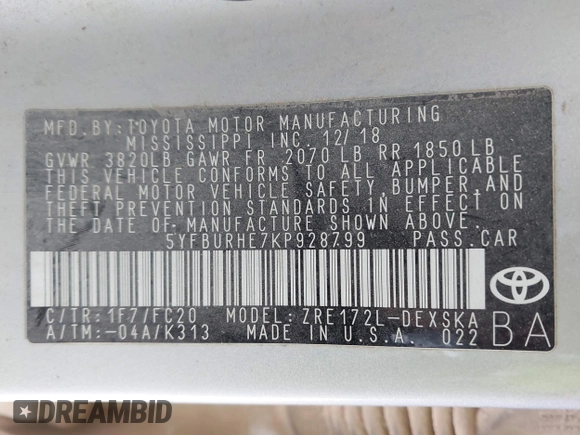 MFD. BY: TOYOTA MOTOR MANUFACTURING
MISSISSIPPI INC. 12/18
GVWR 3820LB GAWR FR 2070 LB RR 1850 LB
THIS VEHICLE CONFORMS TO ALL APPLICABLE
FEDERAL MOTOR VEHICLE SAFETY, BUMPER, AND
THEFT PREVENTION STANDARDS IN EFFECT ON
THE DATE OF MANUFACTURE SHOWN ABOVE.
5YFBURHE7KP928799 PASS. CAR
C/TR: 1F7/FC20 MODEL: ZRE172L-DEXSKA
A/TM: -04A/K313 MADE IN U.S.A. 022 BA
DREAMBID